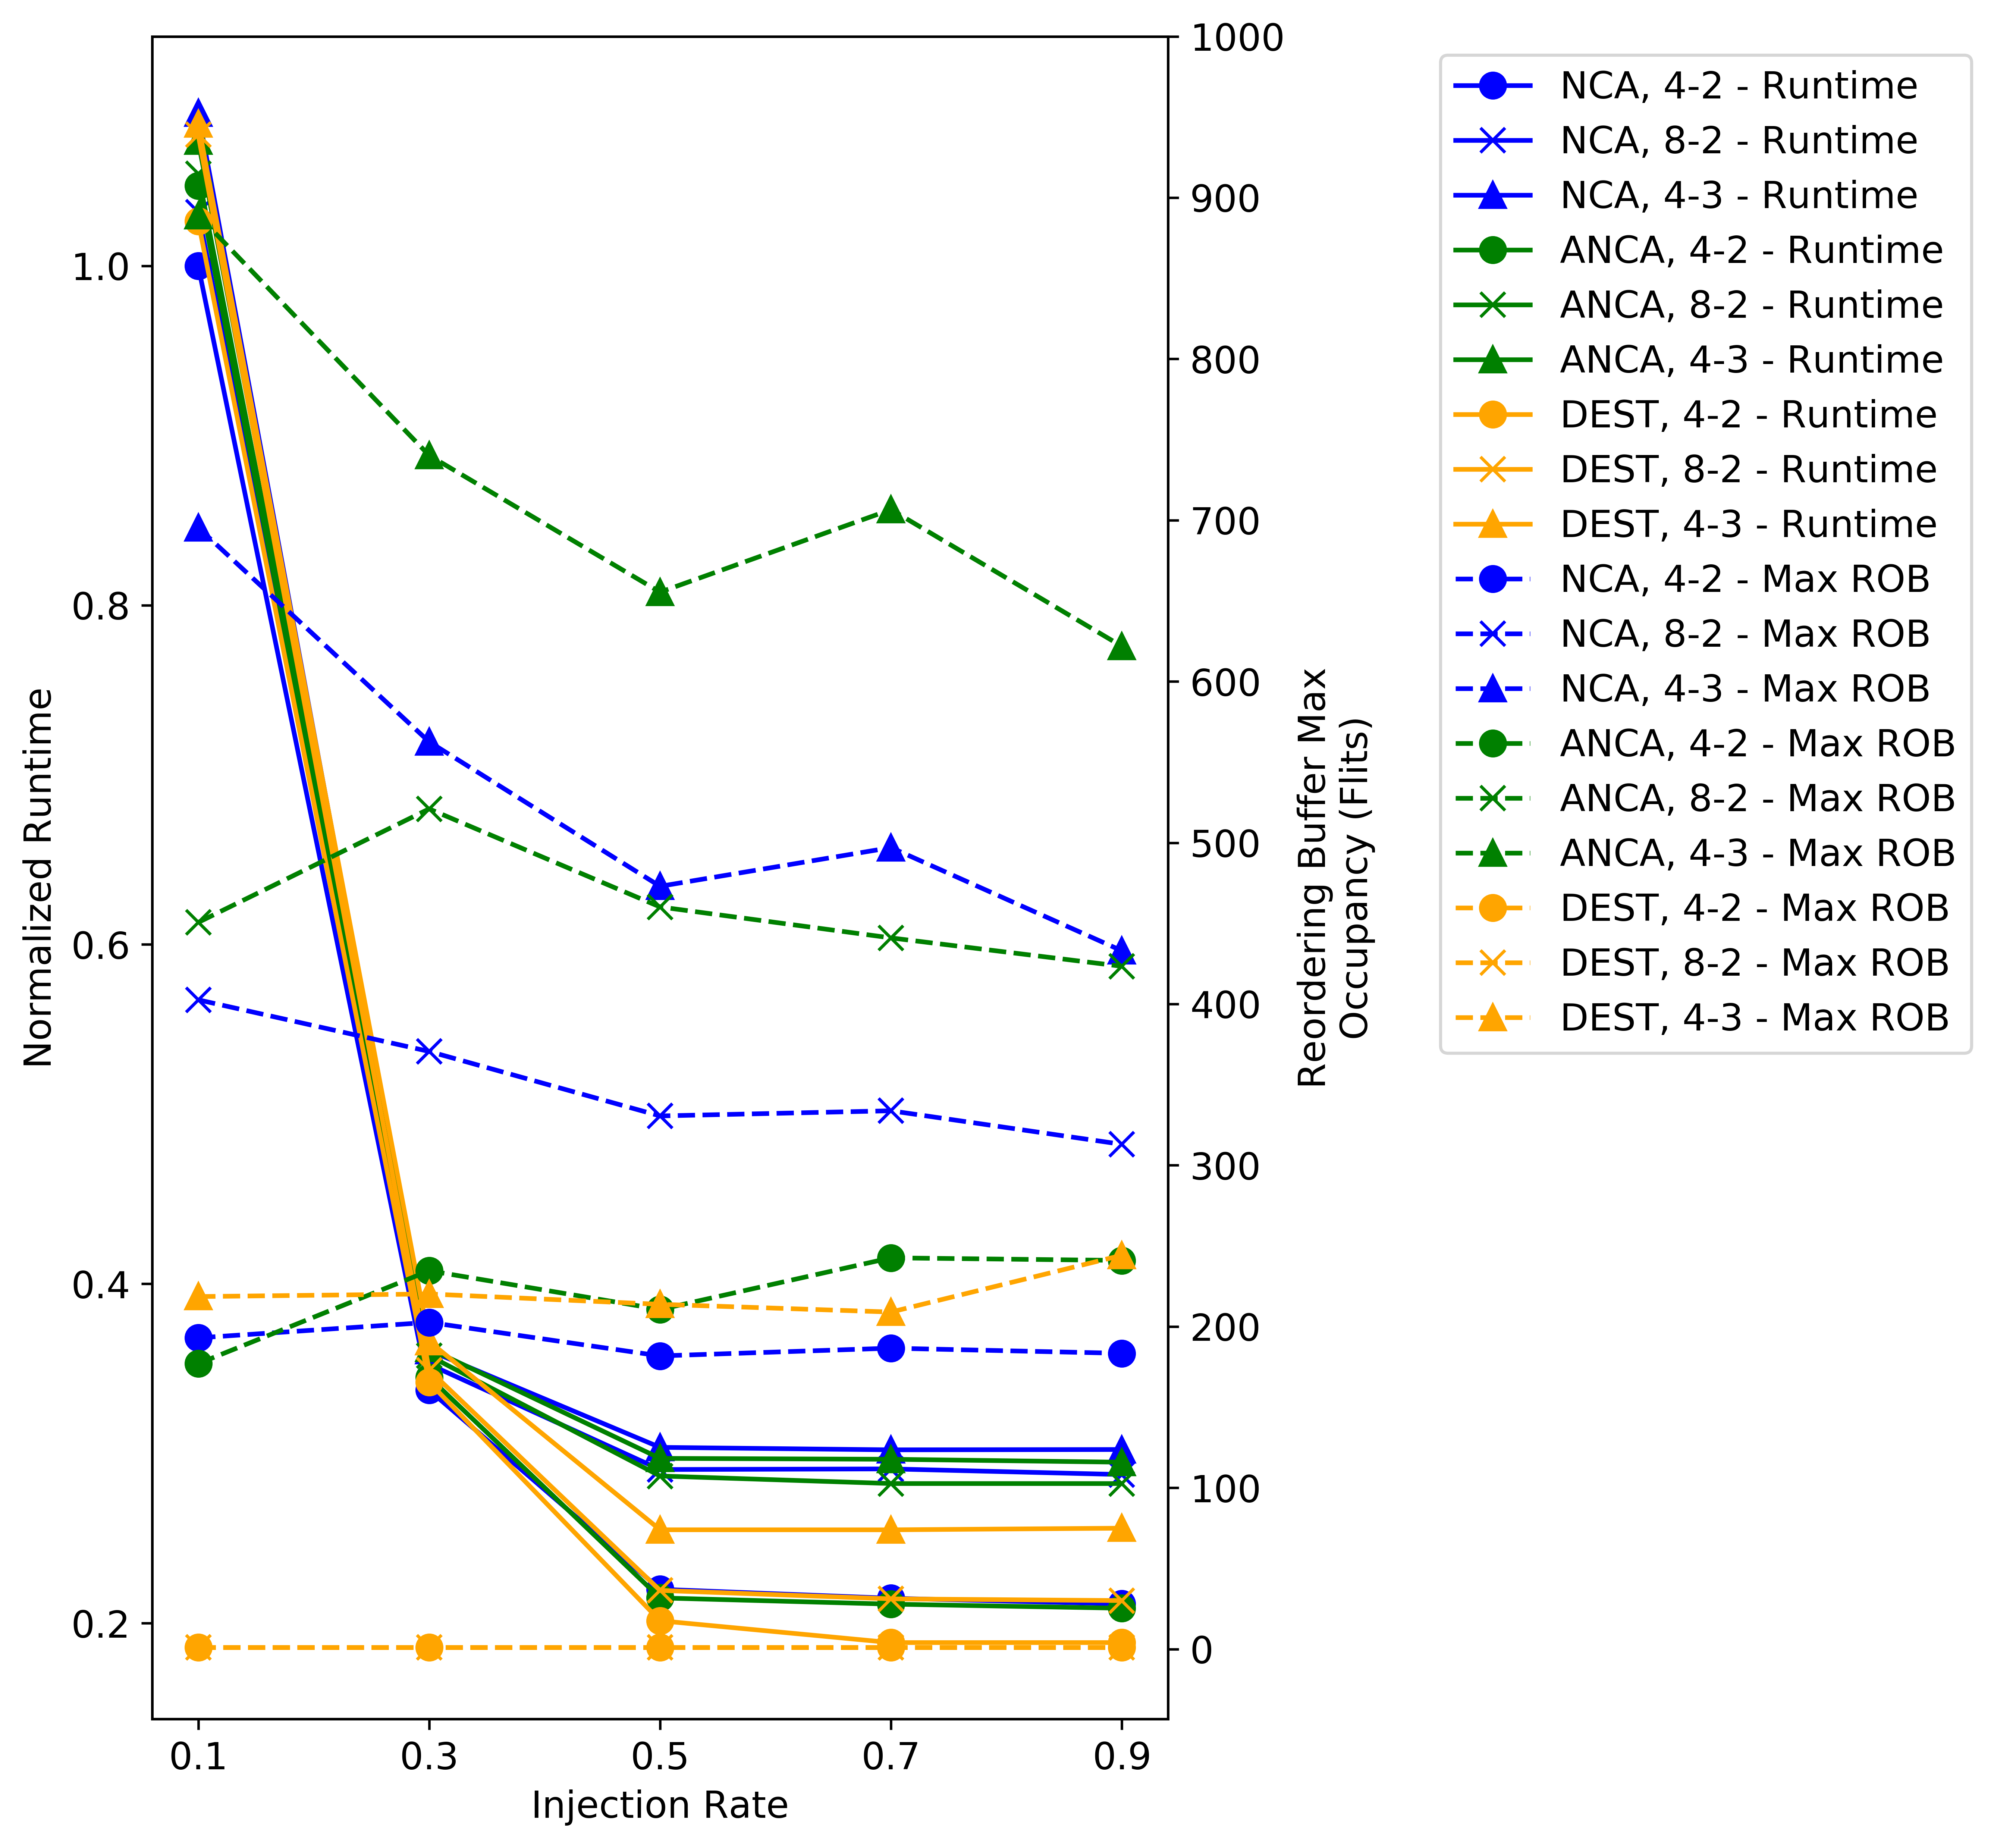 Normalized Runtime
1.0
0.8
0.6
0.4
0.2
0.1
0.3
0.5
0.7
0.9
Injection Rate
1000
900
800
700
600
500
400
300
200
100
0
Reordering Buffer Max
Occupancy (Flits)
NCA, 4-2 - Runtime
NCA, 8-2 - Runtime
NCA, 4-3 - Runtime
ANCA, 4-2 - Runtime
ANCA, 8-2 - Runtime
ANCA, 4-3 - Runtime
DEST, 4-2 - Runtime
DEST, 8-2 - Runtime
DEST, 4-3 - Runtime
NCA, 4-2 - Max ROB
NCA, 8-2 - Max ROB
NCA, 4-3 - Max ROB
ANCA, 4-2 - Max ROB
ANCA, 8-2 - Max ROB
ANCA, 4-3 - Max ROB
DEST, 4-2 - Max ROB
DEST, 8-2 - Max ROB
DEST, 4-3 - Max ROB